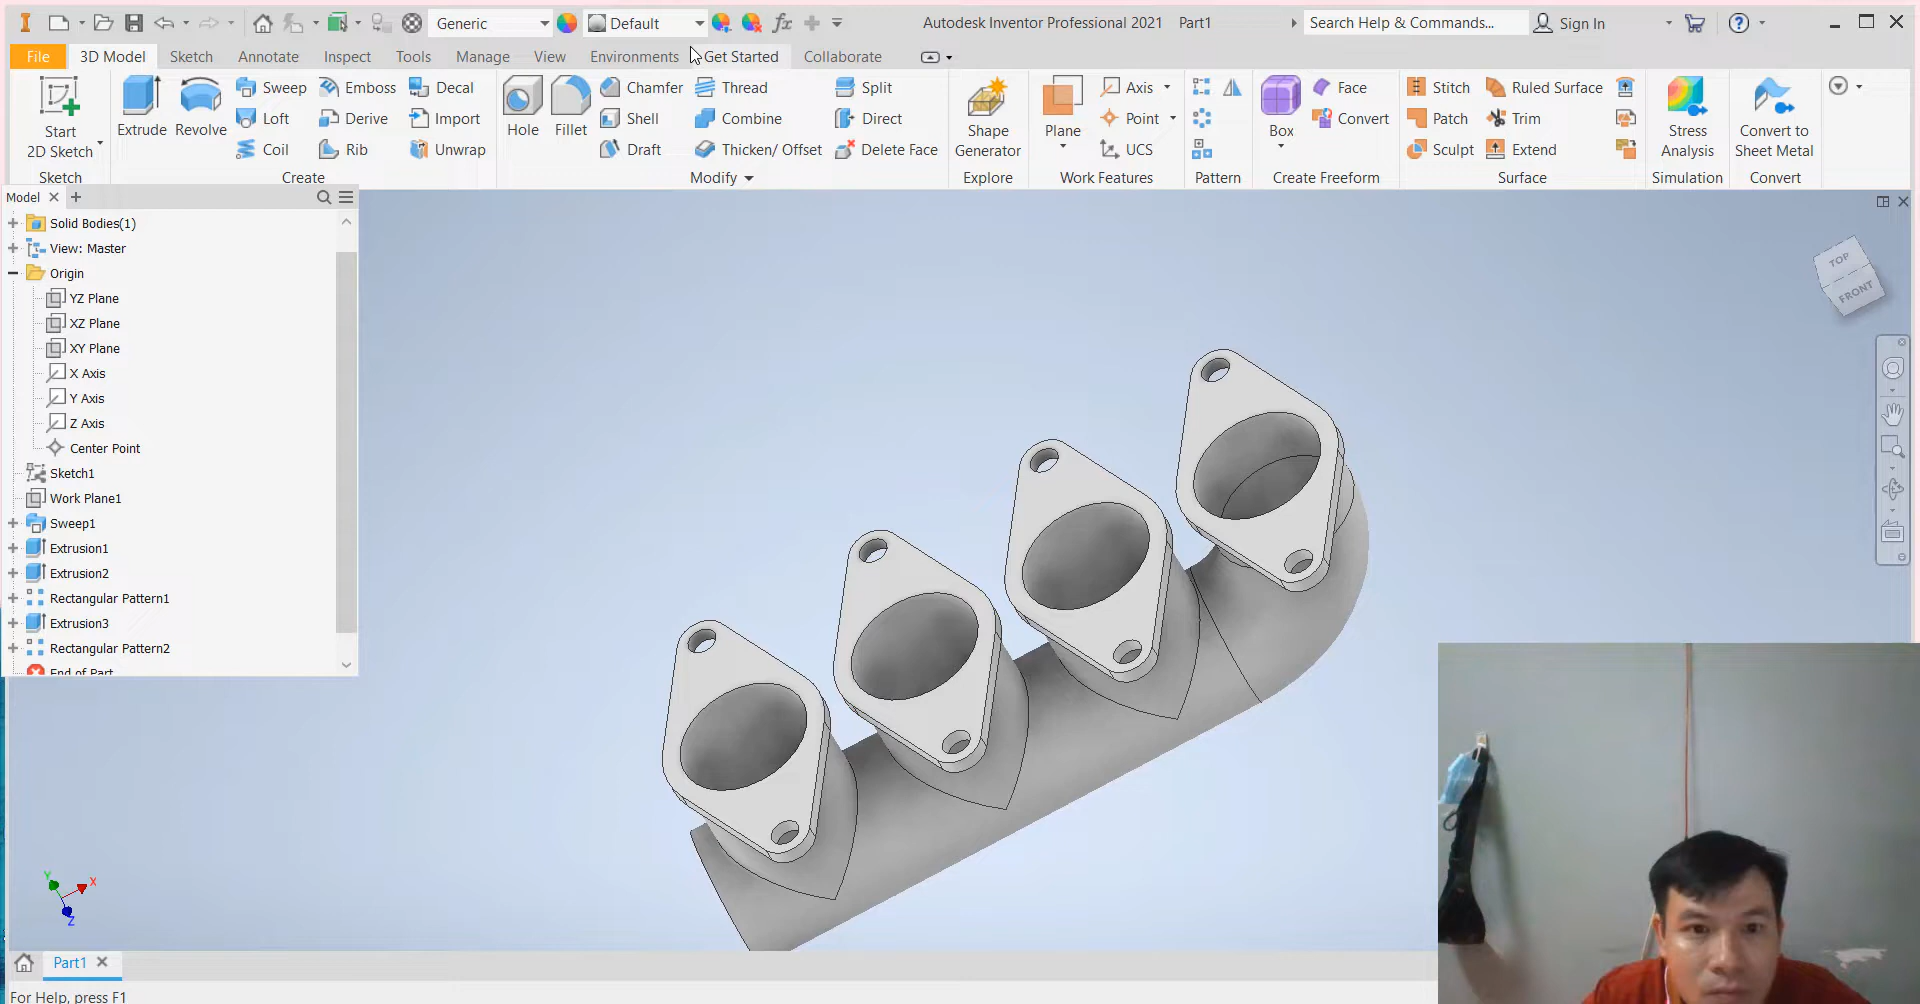 Generic
Default
fx
Autodesk Inventor Professional 2021 Part1
Search Help & Commands...
Sign In
File
3D Model
Sketch
Annotate
Inspect
Tools
Manage
View
Environments
Get Started
Collaborate
Start
2D Sketch
Sketch
Extrude
Revolve
Sweep
Loft
Coil
Emboss
Derive
Rib
Decal
Import
Unwrap
Create
Hole
Fillet
Chamfer
Shell
Draft
Thread
Combine
Thicken/ Offset
Split
Direct
Delete Face
Modify
Shape
Generator
Explore
Plane
Axis
Point
UCS
Work Features
Pattern
Box
Face
Convert
Create Freeform
Stitch
Patch
Sculpt
Ruled Surface
Trim
Extend
Surface
Stress
Analysis
Simulation
Convert to
Sheet Metal
Convert
Model
Solid Bodies(1)
View: Master
Origin
YZ Plane
XZ Plane
XY Plane
X Axis
Y Axis
Z Axis
Center Point
Sketch1
Work Plane1
Sweep1
Extrusion1
Extrusion2
Rectangular Pattern1
Extrusion3
Rectangular Pattern2
End of Part
TOP
FRONT
Y
X
Z
Part1
For Help, press F1